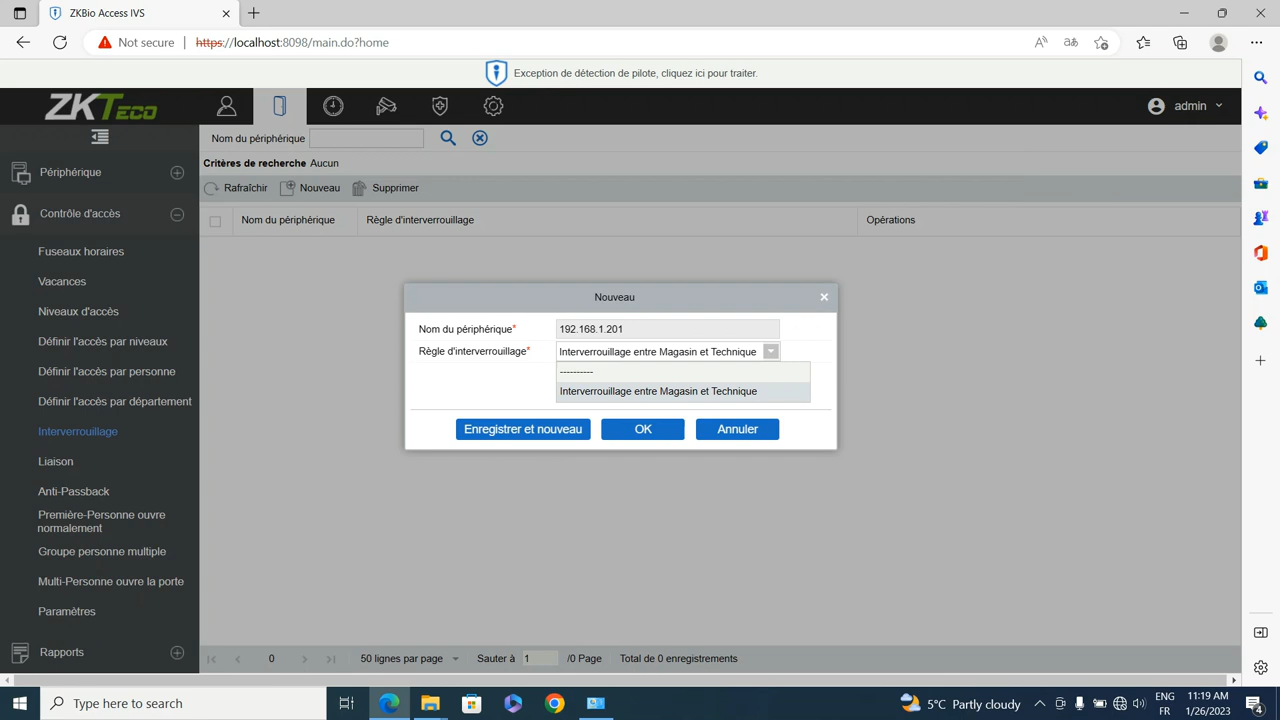 ZKBio Access IVS
Not secure
https://localhost:8098/main.do?home
Exception de détection de pilote, cliquez ici pour traiter.
ZKTeco
admin
Périphérique
Contrôle d'accès
Fuseaux horaires
Vacances
Niveaux d'accès
Définir l'accès par niveaux
Définir l'accès par personne
Définir l'accès par département
Interverrouillage
Liaison
Anti-Passback
Première-Personne ouvre
normalement
Groupe personne multiple
Multi-Personne ouvre la porte
Paramètres
Rapports
Nom du périphérique
Critères de recherche Aucun
Rafraîchir Nouveau Supprimer
Nom du périphérique Règle d'interverrouillage Opérations
Nouveau
Nom du périphérique* 192.168.1.201
Règle d'interverrouillage* Interverrouillage entre Magasin et Technique
----------
Interverrouillage entre Magasin et Technique
Enregistrer et nouveau OK Annuler
0 50 lignes par page Sauter à 1 /0 Page Total de 0 enregistrements
Type here to search
5°C Partly cloudy
ENG
FR
11:19 AM
1/26/2023
4